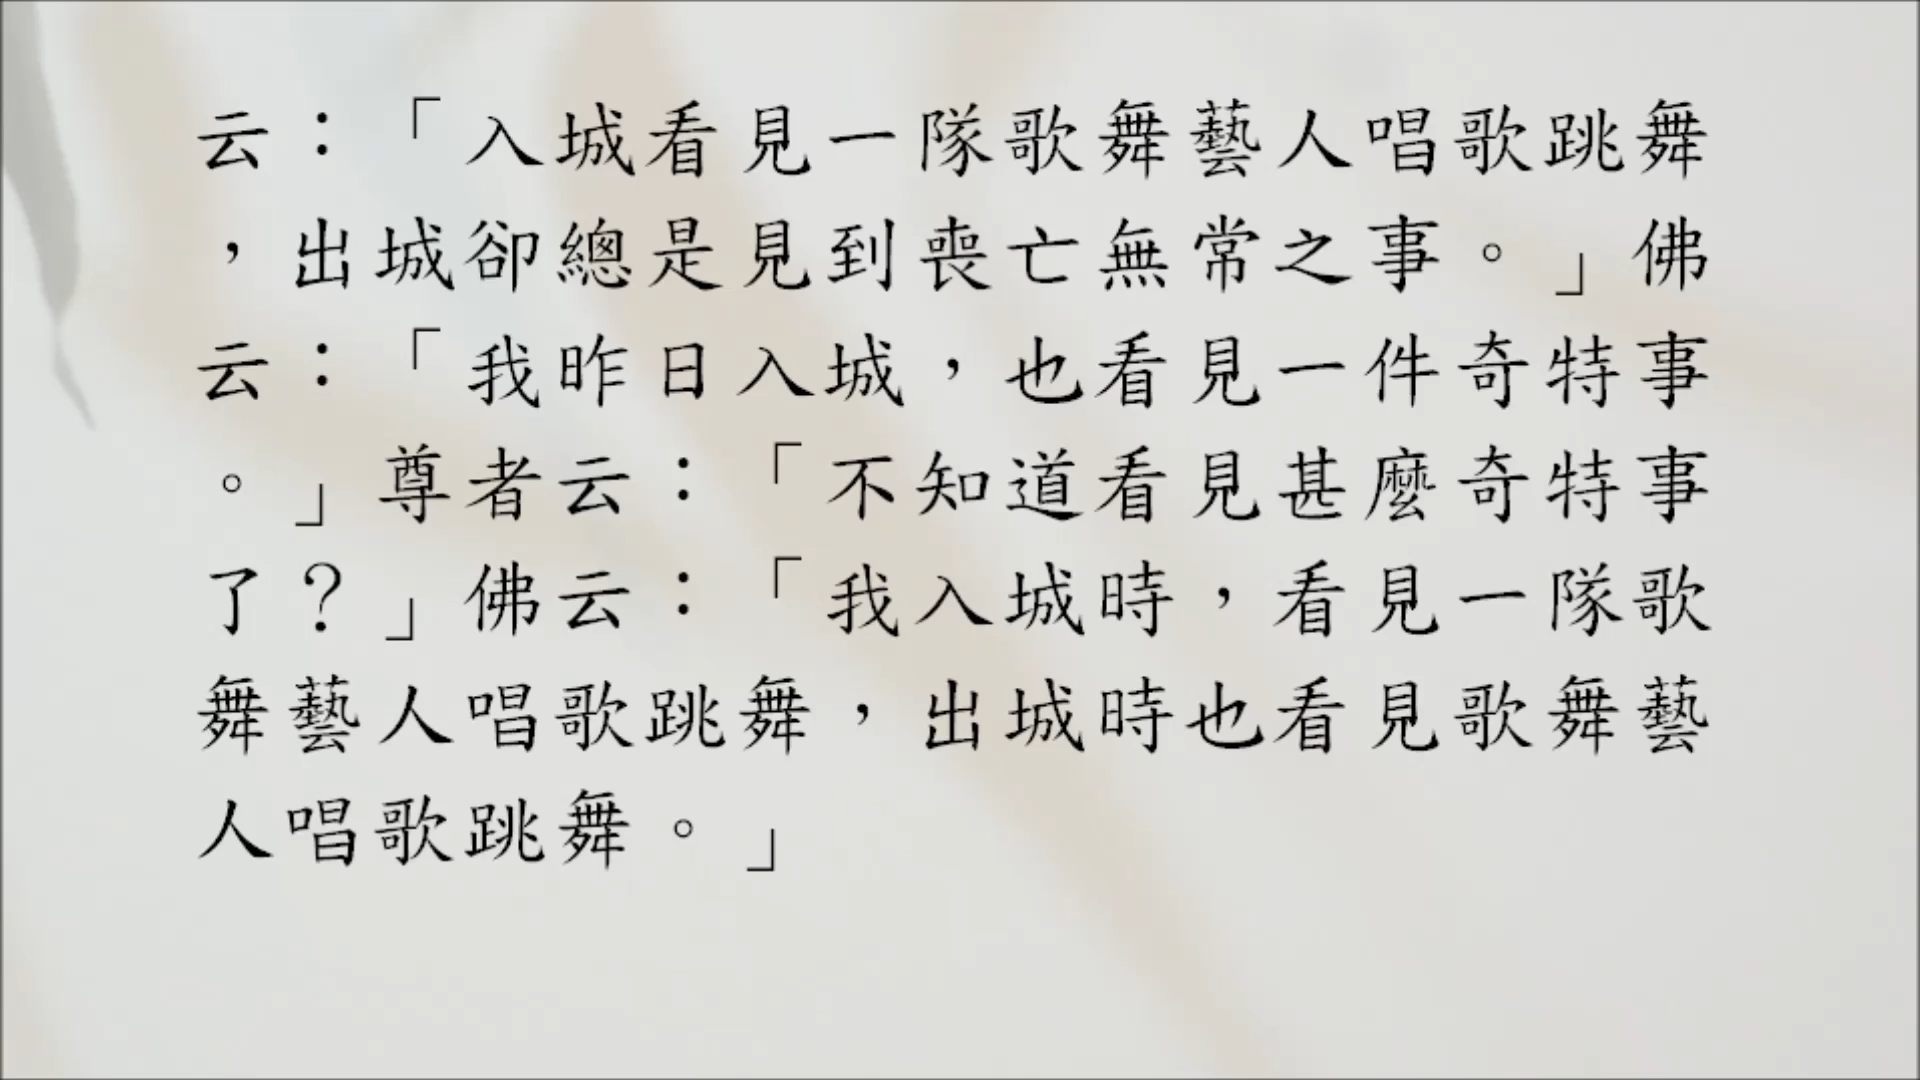 云：「入城看見一隊歌舞藝人唱歌跳舞
，出城卻總是見到喪亡無常之事。」佛
云：「我昨日入城，也看見一件奇特事
。」尊者云：「不知道看見甚麼奇特事
了？」佛云：「我入城時，看見一隊歌
舞藝人唱歌跳舞，出城時也看見歌舞藝
人唱歌跳舞。」